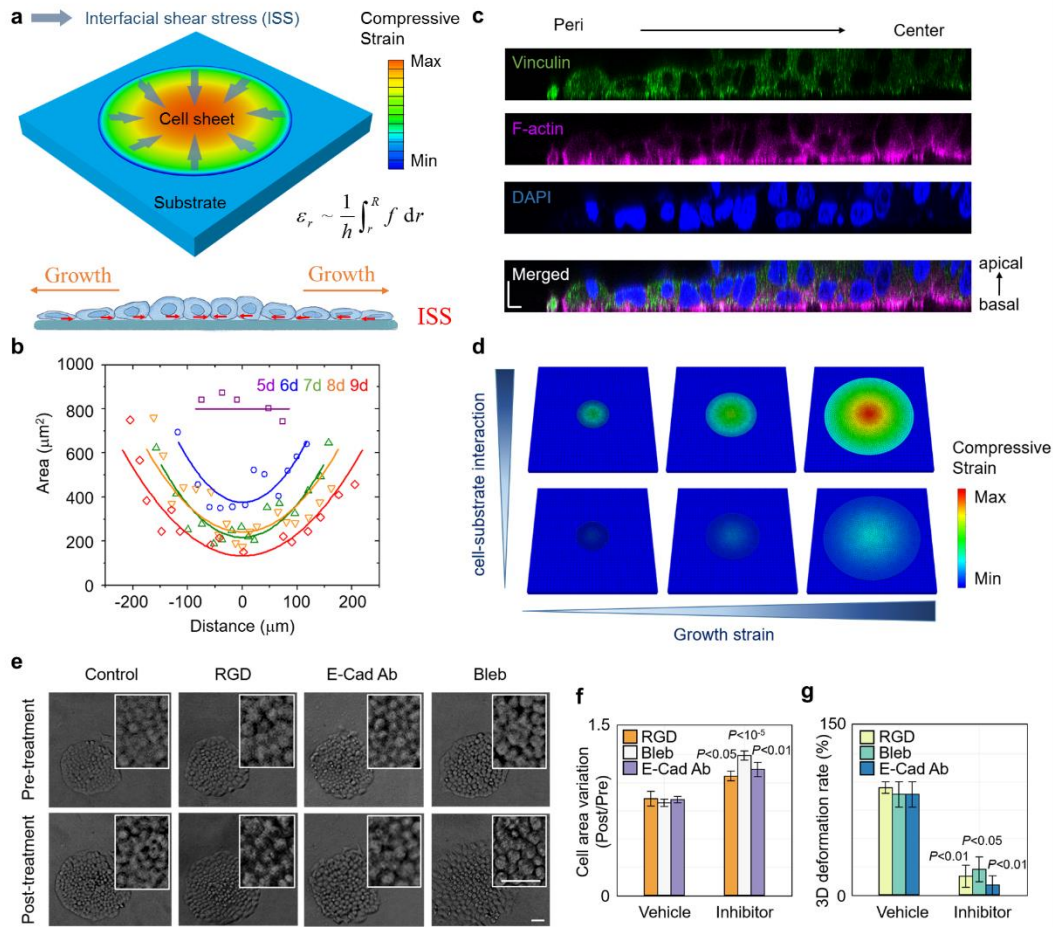 a
Interfacial shear stress (ISS)
Compressive
Strain
Max
Min
Cell sheet
Substrate
εr ~ 1/h ∫rR f dr
Growth
Growth
ISS
b
1000
800
600
400
200
0
Area (μm²)
5d 6d 7d 8d 9d
-200
-100
0
100
200
Distance (μm)
c
Peri
Center
Vinculin
F-actin
DAPI
Merged
apical
basal
d
cell-substrate interaction
Growth strain
Compressive
Strain
Max
Min
e
Control
RGD
E-Cad Ab
Bleb
Pre-treatment
Post-treatment
f
1.5
0
Cell area variation
(Post/Pre)
RGD
Bleb
E-Cad Ab
P<10⁻⁵
P<0.05
P<0.01
Vehicle
Inhibitor
g
150
0
3D deformation rate (%)
RGD
Bleb
E-Cad Ab
P<0.05
P<0.01
P<0.01
Vehicle
Inhibitor